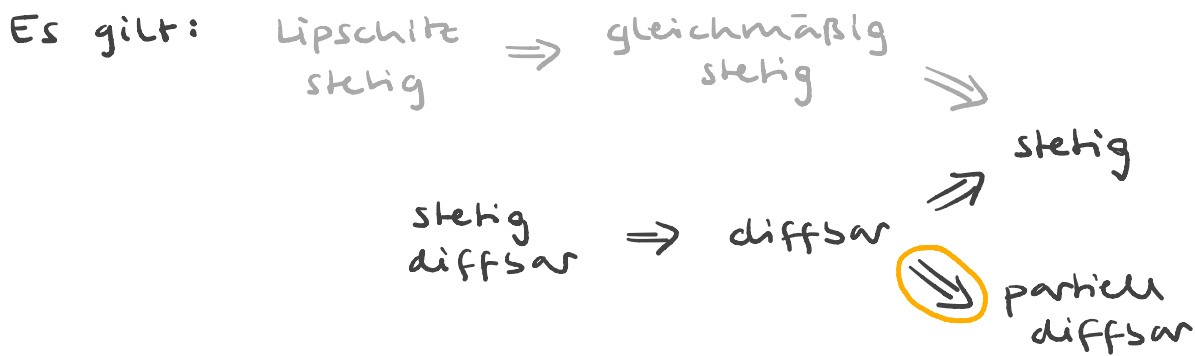 Es gilt:
Lipschitz
stetig
⇒
gleichmäßig
stetig
⇒
stetig
stetig
diffbar
⇒
diffbar
⇒
⇒
partiell
diffbar